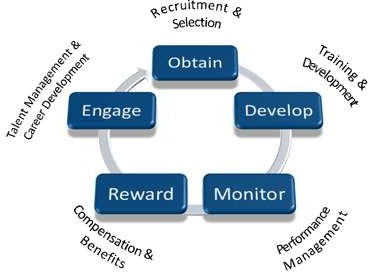 Recruitment &
Selection
Obtain
Training &
Development
Develop
Performance
Management
Monitor
Compensation &
Benefits
Reward
Talent Management &
Career Development
Engage